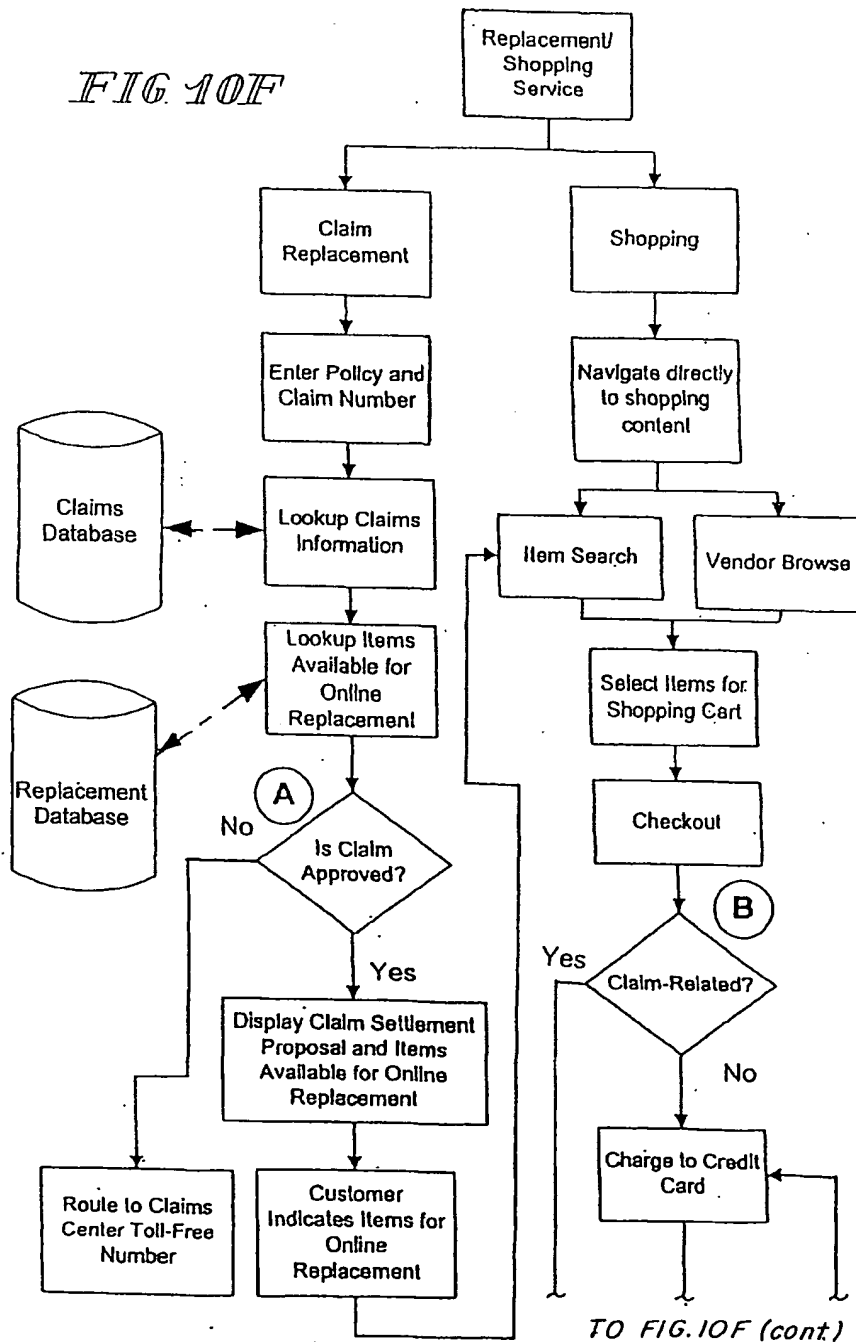 FIG 10F
Replacement/
Shopping
Service
Claim
Replacement
Shopping
Enter Policy and
Claim Number
Navigate directly
to shopping
content
Claims
Database
Lookup Claims
Information
Item Search
Vendor Browse
Lookup Items
Available for
Online
Replacement
Select Items for
Shopping Cart
Replacement
Database
A
No
Is Claim
Approved?
Checkout
B
Yes
Yes
Claim-Related?
Display Claim Settlement
Proposal and Items
Available for Online
Replacement
No
Route to Claims
Center Toll-Free
Number
Customer
Indicates Items for
Online
Replacement
Charge to Credit
Card
TO FIG.10F (cont.)